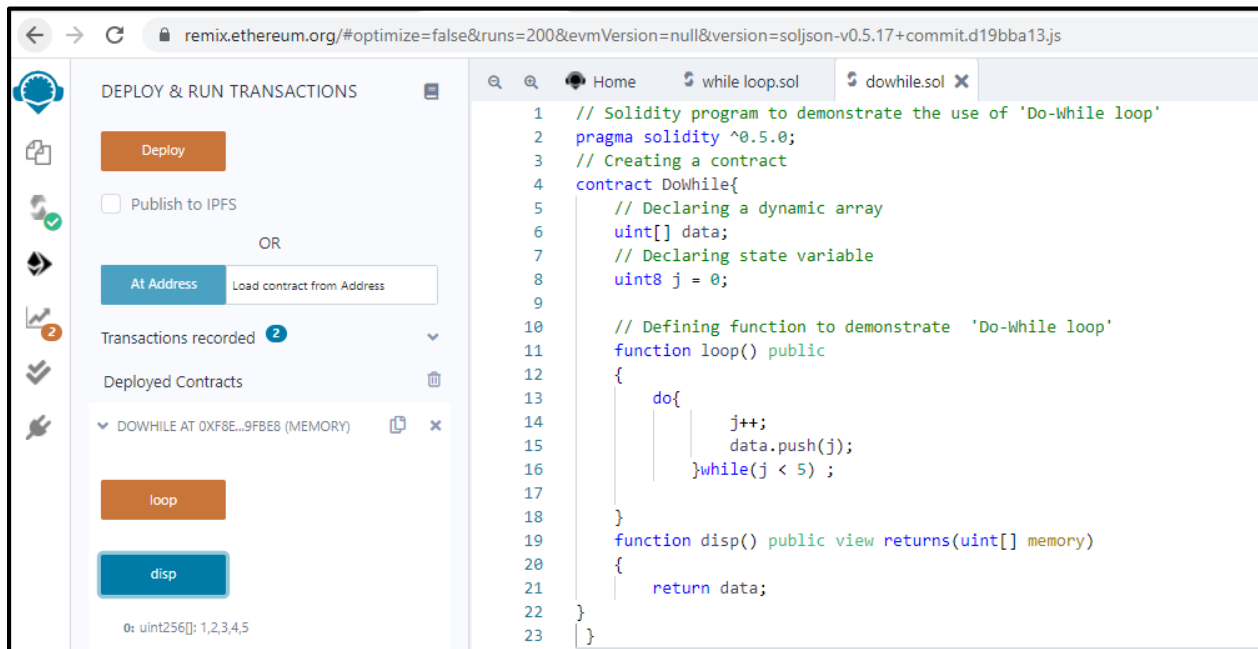 remix.ethereum.org/#optimize=false&runs=200&evmVersion=null&version=soljson-v0.5.17+commit.d19bba13.js
DEPLOY & RUN TRANSACTIONS
Deploy
Publish to IPFS
OR
At Address
Load contract from Address
Transactions recorded 2
2
Deployed Contracts
DOWHILE AT 0XF8E...9FBE8 (MEMORY)
loop
disp
0: uint256[]: 1,2,3,4,5
Home
while loop.sol
dowhile.sol
1 // Solidity program to demonstrate the use of 'Do-While loop'
2 pragma solidity ^0.5.0;
3 // Creating a contract
4 contract DoWhile{
5     // Declaring a dynamic array
6     uint[] data;
7     // Declaring state variable
8     uint8 j = 0;
9
10     // Defining function to demonstrate  'Do-While loop'
11     function loop() public
12     {
13         do{
14                 j++;
15                 data.push(j);
16             }while(j < 5) ;
17
18     }
19     function disp() public view returns(uint[] memory)
20     {
21         return data;
22 }
23  }